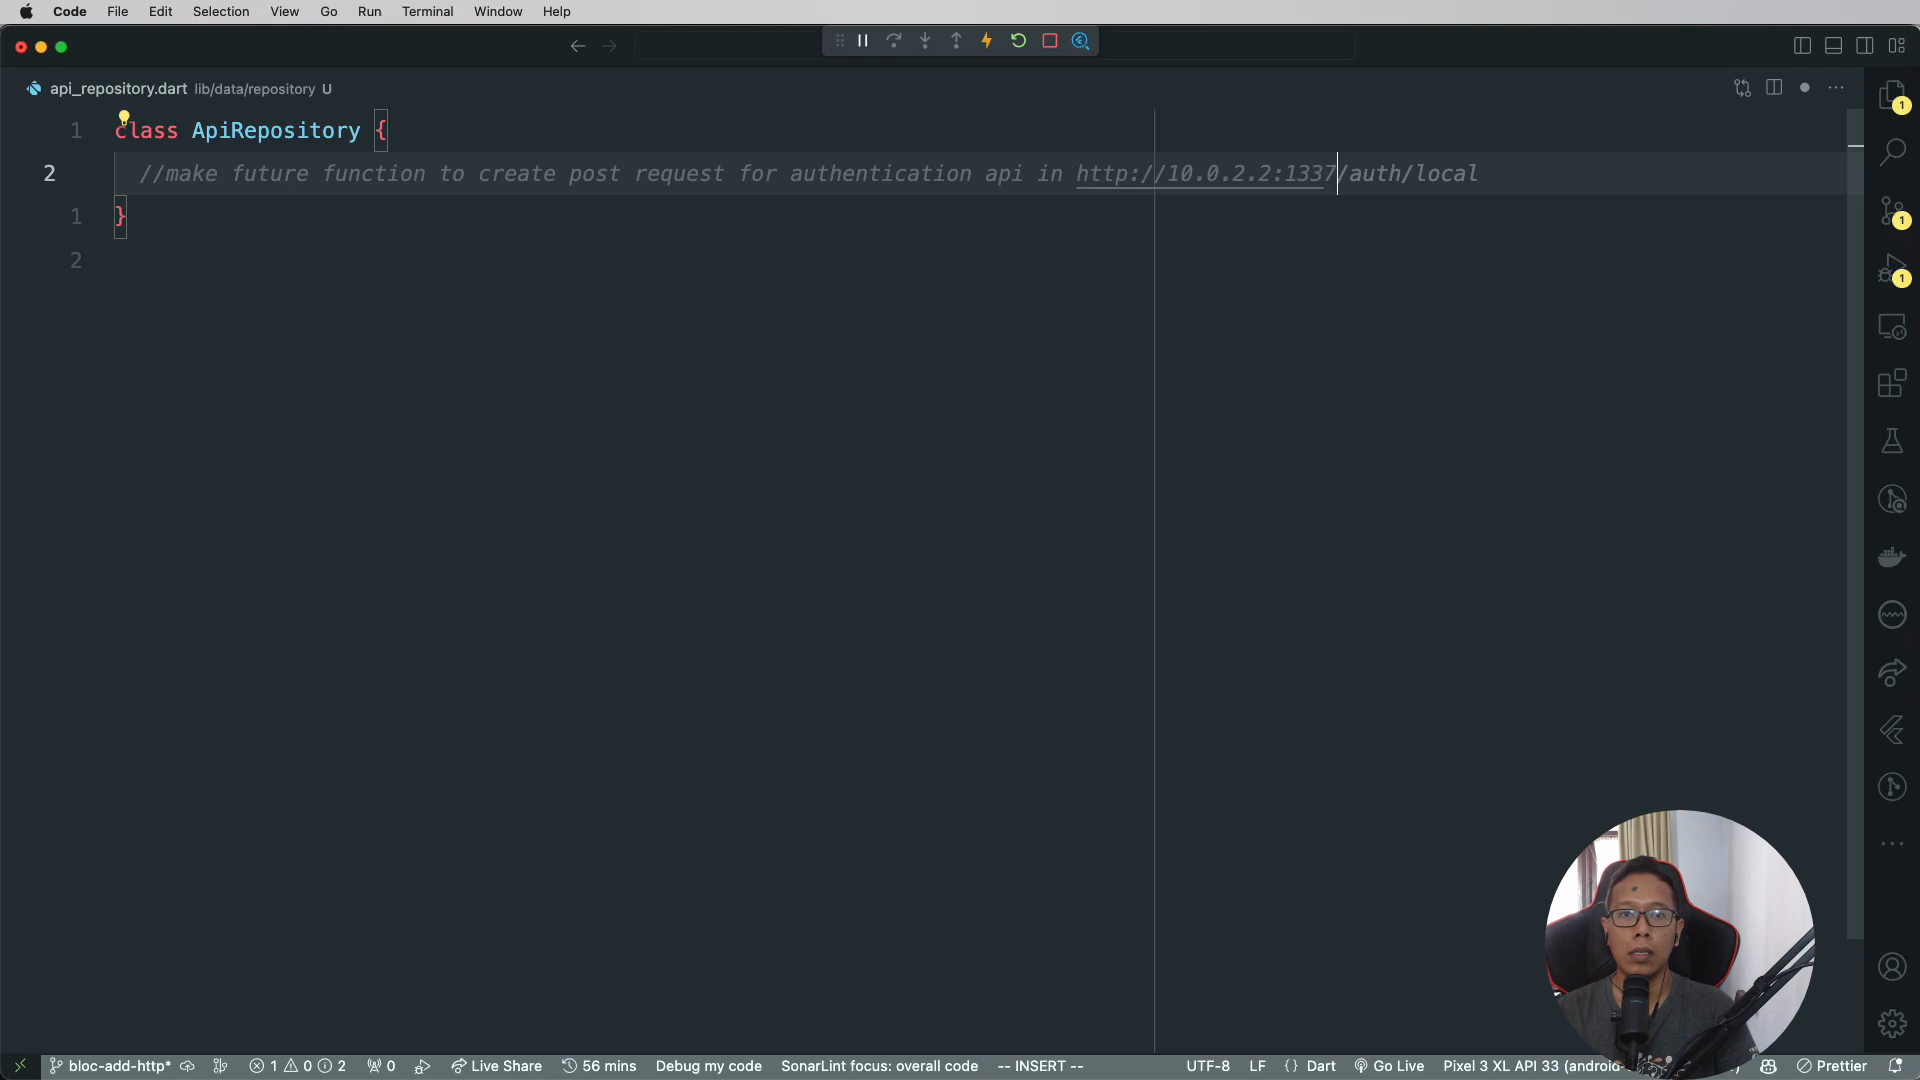 Code File Edit Selection View Go Run Terminal Window Help
api_repository.dart lib/data/repository U
1 class ApiRepository {
2 //make future function to create post request for authentication api in http://10.0.2.2:1337/auth/local
1 }
2
1
1
1
bloc-add-http* 1 0 2 0 Live Share 56 mins Debug my code SonarLint focus: overall code -- INSERT -- UTF-8 LF {} Dart Go Live Pixel 3 XL API 33 (android- Prettier